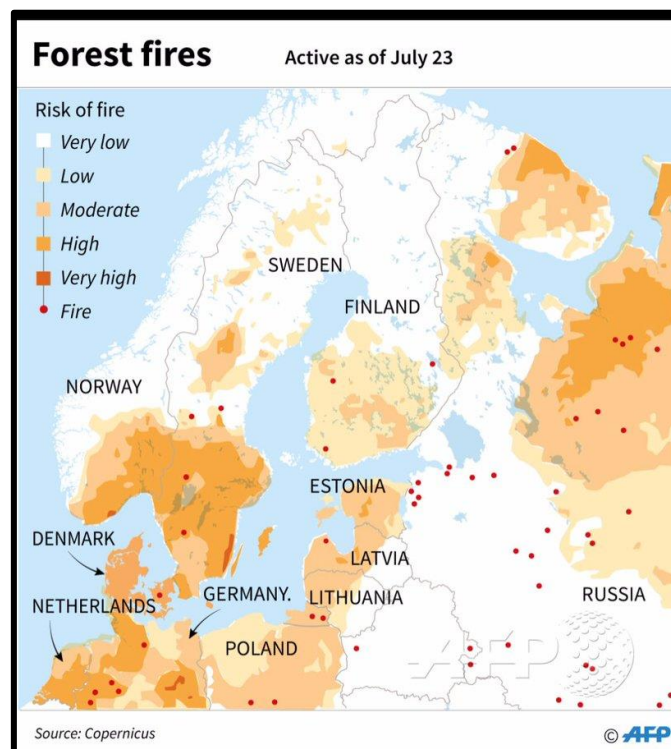 Forest fires
Active as of July 23
Risk of fire
Very low
Low
Moderate
High
Very high
Fire
SWEDEN
FINLAND
NORWAY
ESTONIA
DENMARK
LATVIA
NETHERLANDS
GERMANY.
LITHUANIA
RUSSIA
POLAND
AFP
Source: Copernicus
© AFP